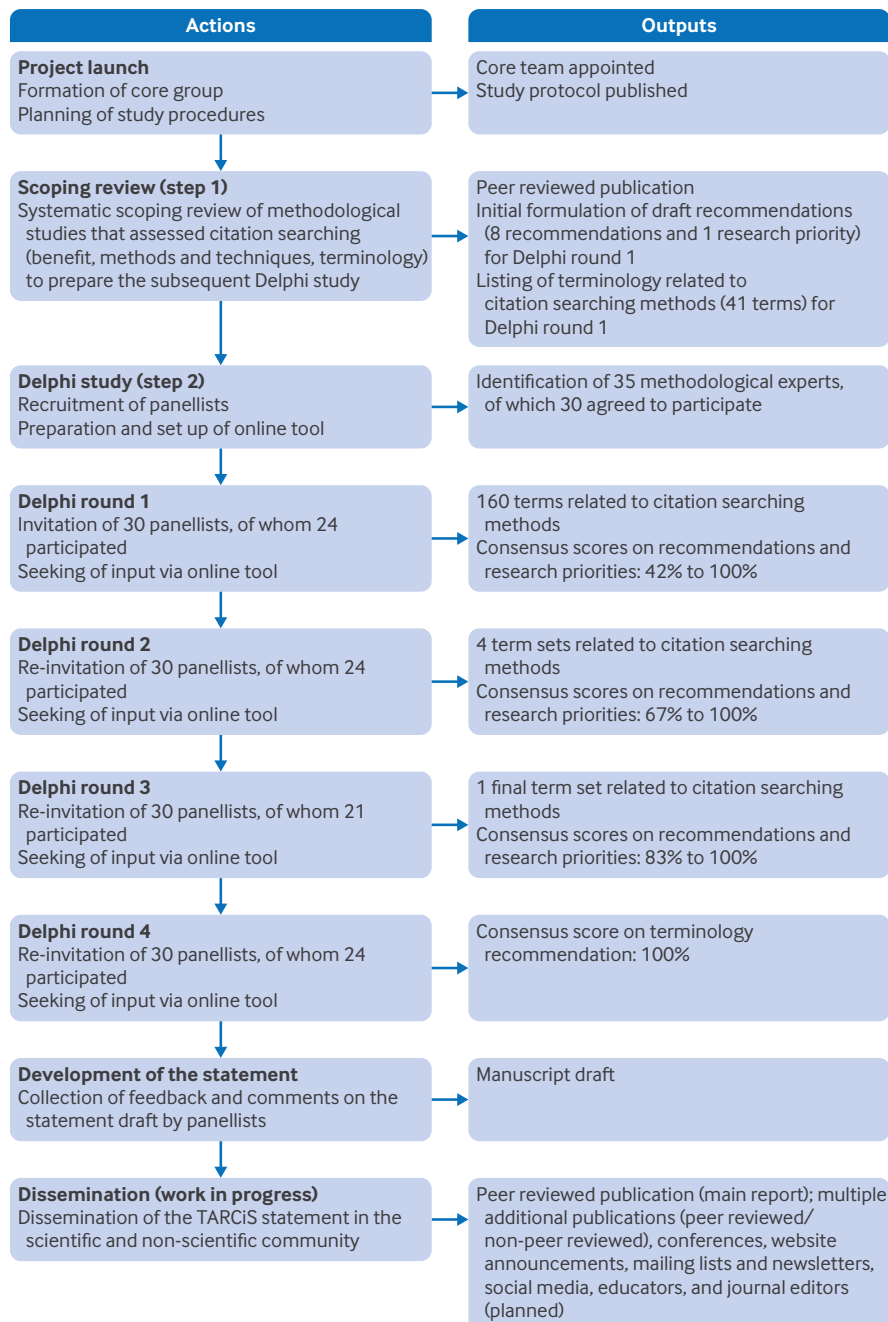 Actions
Outputs
Project launch
Formation of core group
Planning of study procedures
Core team appointed
Study protocol published
Scoping review (step 1)
Systematic scoping review of methodological
studies that assessed citation searching
(benefit, methods and techniques, terminology)
to prepare the subsequent Delphi study
Peer reviewed publication
Initial formulation of draft recommendations
(8 recommendations and 1 research priority)
for Delphi round 1
Listing of terminology related to
citation searching methods (41 terms) for
Delphi round 1
Delphi study (step 2)
Recruitment of panellists
Preparation and set up of online tool
Identification of 35 methodological experts,
of which 30 agreed to participate
Delphi round 1
Invitation of 30 panellists, of whom 24
participated
Seeking of input via online tool
160 terms related to citation searching
methods
Consensus scores on recommendations and
research priorities: 42% to 100%
Delphi round 2
Re-invitation of 30 panellists, of whom 24
participated
Seeking of input via online tool
4 term sets related to citation searching
methods
Consensus scores on recommendations and
research priorities: 67% to 100%
Delphi round 3
Re-invitation of 30 panellists, of whom 21
participated
Seeking of input via online tool
1 final term set related to citation searching
methods
Consensus scores on recommendations and
research priorities: 83% to 100%
Delphi round 4
Re-invitation of 30 panellists, of whom 24
participated
Seeking of input via online tool
Consensus score on terminology
recommendation: 100%
Development of the statement
Collection of feedback and comments on the
statement draft by panellists
Manuscript draft
Dissemination (work in progress)
Dissemination of the TARCiS statement in the
scientific and non-scientific community
Peer reviewed publication (main report); multiple
additional publications (peer reviewed/
non-peer reviewed), conferences, website
announcements, mailing lists and newsletters,
social media, educators, and journal editors
(planned)